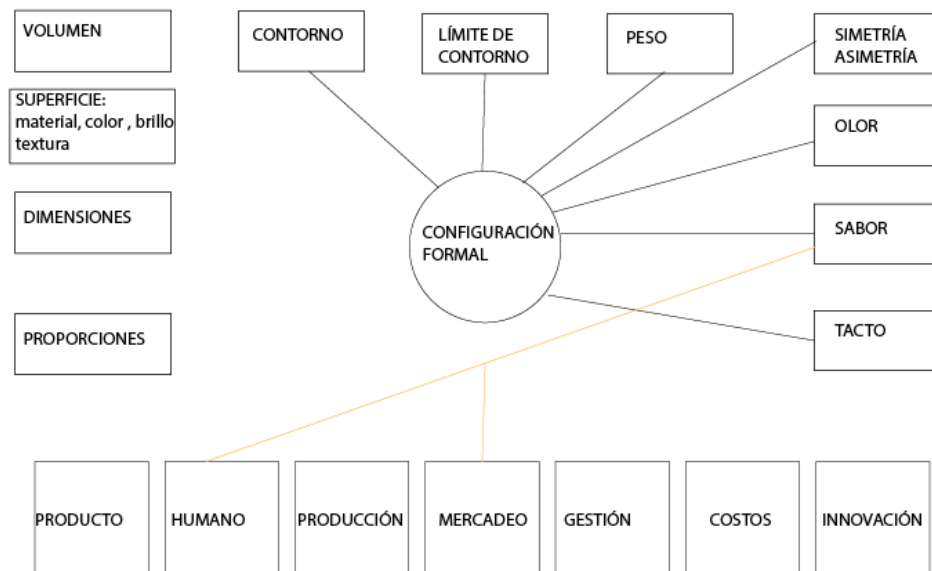 VOLUMEN
CONTORNO
LÍMITE DE
CONTORNO
PESO
SIMETRÍA
ASIMETRÍA
SUPERFICIE:
material, color , brillo
textura
OLOR
DIMENSIONES
CONFIGURACIÓN
FORMAL
SABOR
PROPORCIONES
TACTO
PRODUCTO
HUMANO
PRODUCCIÓN
MERCADEO
GESTIÓN
COSTOS
INNOVACIÓN